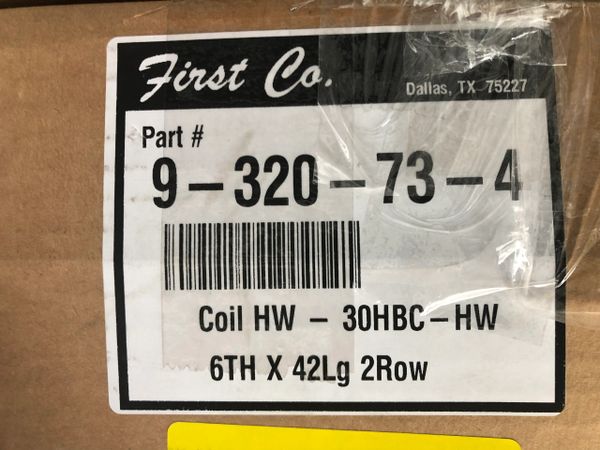 First Co.
Dallas, TX 75227
Part #
9-320-73-4
Coil HW - 30HBC-HW
6TH X 42Lg 2Row